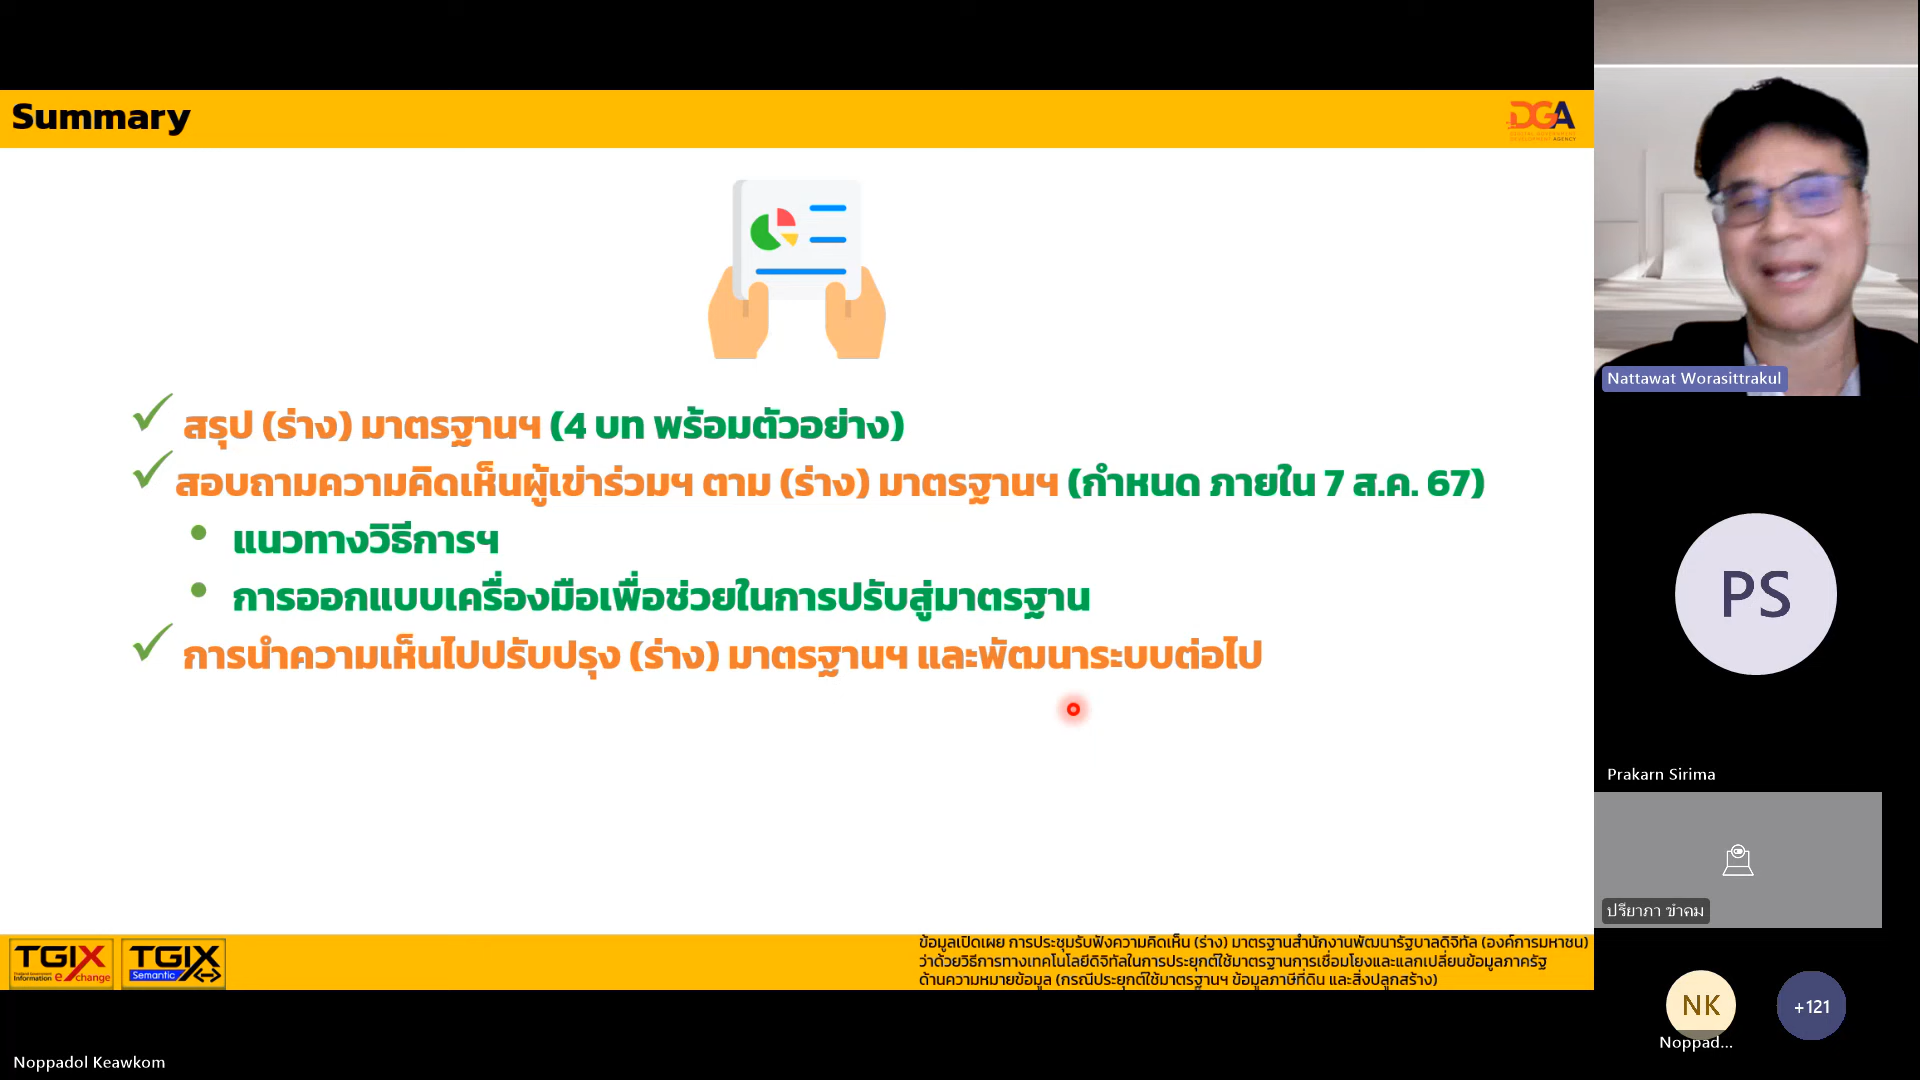 Summary
DGA
AGENCY
สรุป (ร่าง) มาตรฐานฯ (4 บท พร้อมตัวอย่าง)
สอบถามความคิดเห็นผู้เข้าร่วมฯ ตาม (ร่าง) มาตรฐานฯ (กำหนด ภายใน 7 ส.ค. 67)
แนวทางวิธีการฯ
การออกแบบเครื่องมือเพื่อช่วยในการปรับสู่มาตรฐาน
การนำความเห็นไปปรับปรุง (ร่าง) มาตรฐานฯ และพัฒนาระบบต่อไป
TGIX
Information exchange
TGIX
Semantic
ข้อมูลเปิดเผย การประชุมรับฟังความคิดเห็น (ร่าง) มาตรฐานสำนักงานพัฒนารัฐบาลดิจิทัล (องค์การมหาชน)
ว่าด้วยวิธีการทางเทคโนโลยีดิจิทัลในการประยุกต์ใช้มาตรฐานการเชื่อมโยงและแลกเปลี่ยนข้อมูลภาครัฐ
ด้านความหมายข้อมูล (กรณีประยุกต์ใช้มาตรฐานฯ ข้อมูลภาษีที่ดิน และสิ่งปลูกสร้าง)
Noppadol Keawkom
Nattawat Worasittrakul
PS
Prakarn Sirima
ปรียาภา ขำคม
NK
+121
Noppad...